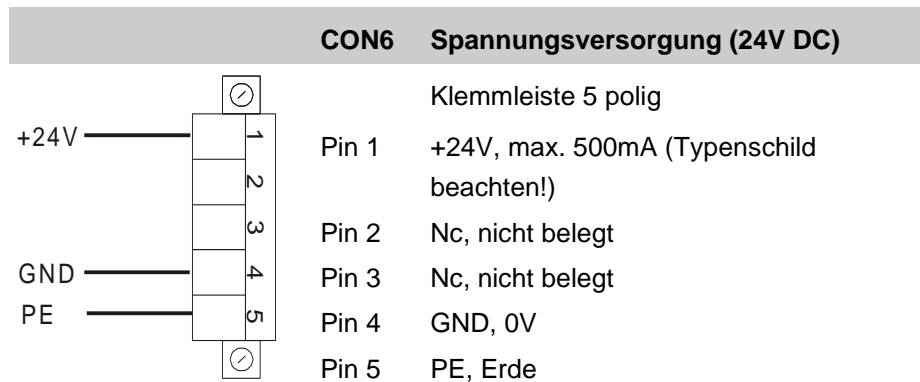 CON6 Spannungsversorgung (24V DC)
Klemmleiste 5 polig
+24V
1
2
3
4
5
GND
PE
Pin 1 +24V, max. 500mA (Typenschild
beachten!)
Pin 2 Nc, nicht belegt
Pin 3 Nc, nicht belegt
Pin 4 GND, 0V
Pin 5 PE, Erde